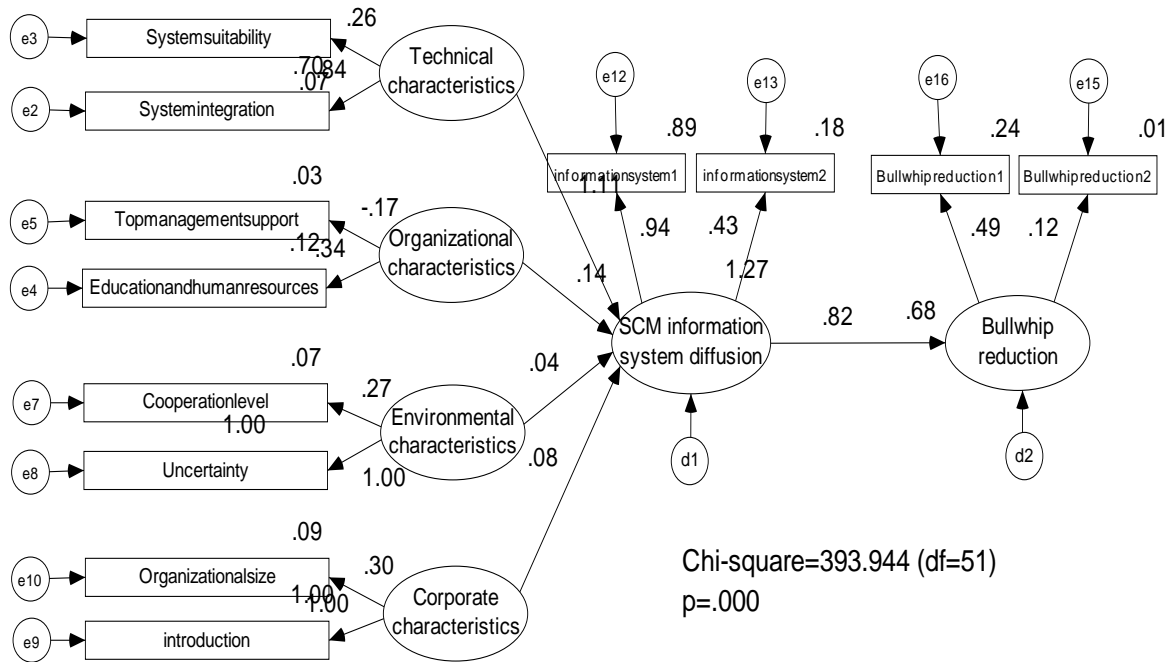 e3
Systemsuitability
.26
.70
.84
.07
e2
Systemintegration
Technical
characteristics
e12
e13
e16
e15
.89
.18
.24
.01
informationsystem1
informationsystem2
Bullwhipreduction1
Bullwhipreduction2
1.11
.94
.43
.49
.12
.03
e5
Topmanagementsupport
-.17
.12
.34
e4
Educationandhumanresources
Organizational
characteristics
.14
1.27
SCM information
system diffusion
.82
.68
Bullwhip
reduction
.07
e7
Cooperationlevel
.27
1.00
e8
Uncertainty
1.00
Environmental
characteristics
.04
.08
d1
d2
.09
e10
Organizationalsize
.30
1.00
1.00
e9
introduction
Corporate
characteristics
Chi-square=393.944 (df=51)
p=.000